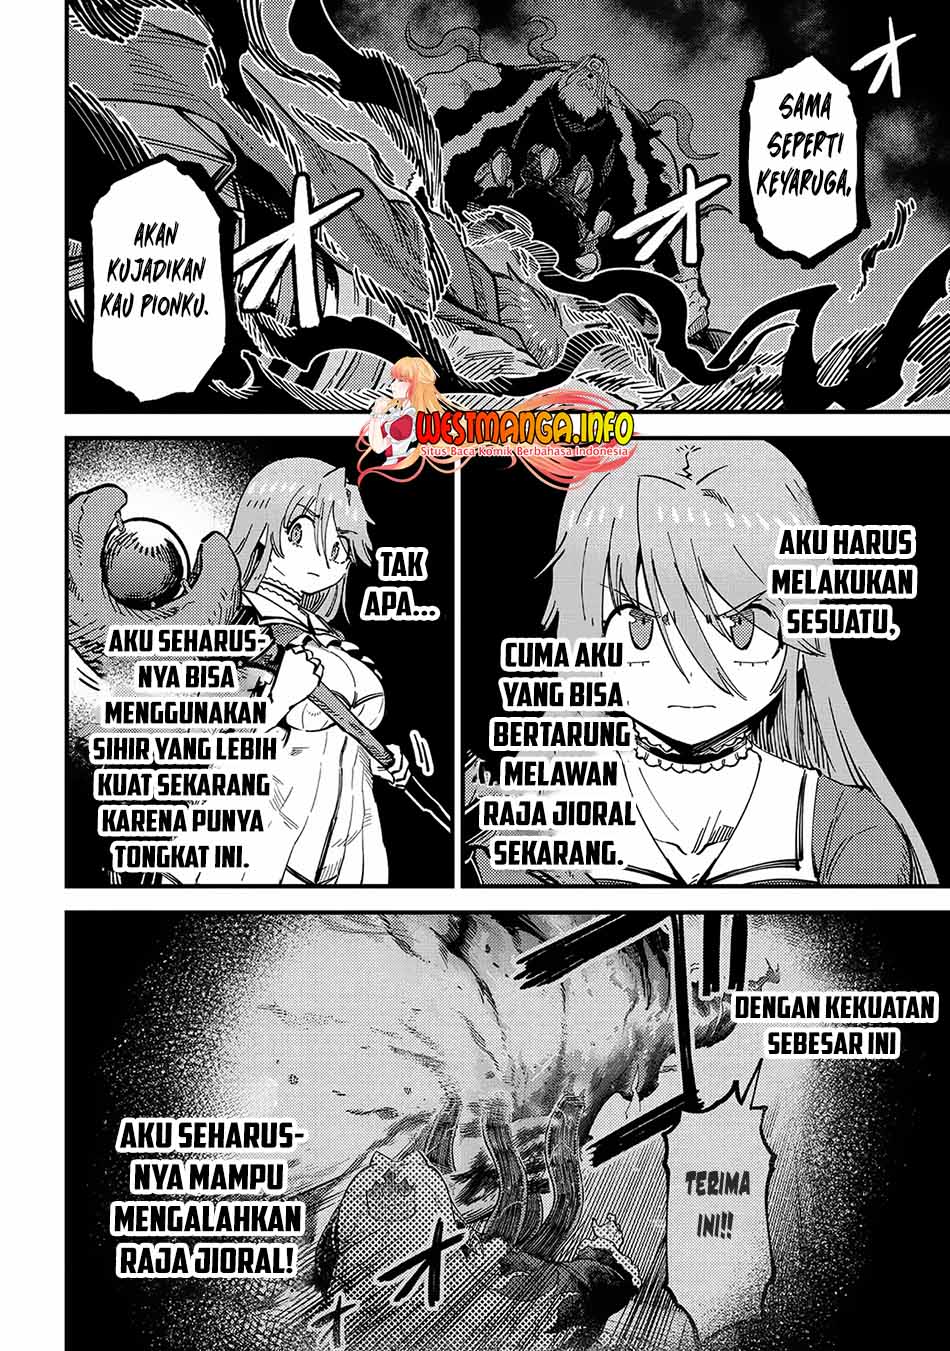 SAMA
SEPERTI
KEYARUGA,
AKAN
KUJADIKAN
KAU PIONKU.
WESTMANGA.INFO
Situs Baca Komik Berbahasa Indonesia
AKU HARUS
MELAKUKAN
SESUATU,
CUMA AKU
YANG BISA
BERTARUNG
MELAWAN
RAJA JIORAL
SEKARANG.
TAK
APA...
AKU SEHARUS-
NYA BISA
MENGGUNAKAN
SIHIR YANG LEBIH
KUAT SEKARANG
KARENA PUNYA
TONGKAT INI.
DENGAN KEKUATAN
SEBESAR INI
TERIMA
INI!!
AKU SEHARUS-
NYA MAMPU
MENGALAHKAN
RAJA JIORAL!